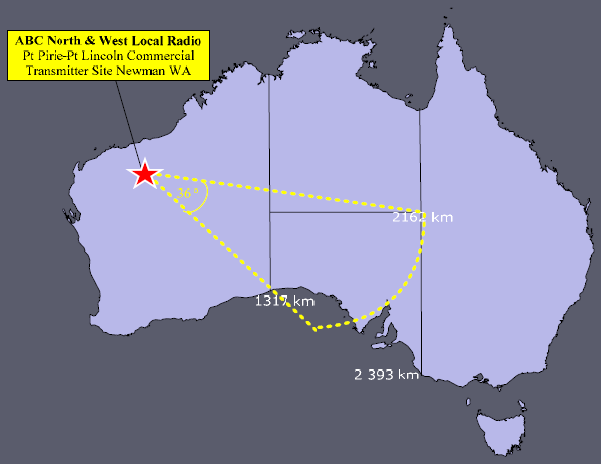 ABC North & West Local Radio
Pt Pirie-Pt Lincoln Commercial
Transmitter Site Newman WA
36°
2162 km
1317 km
2 393 km